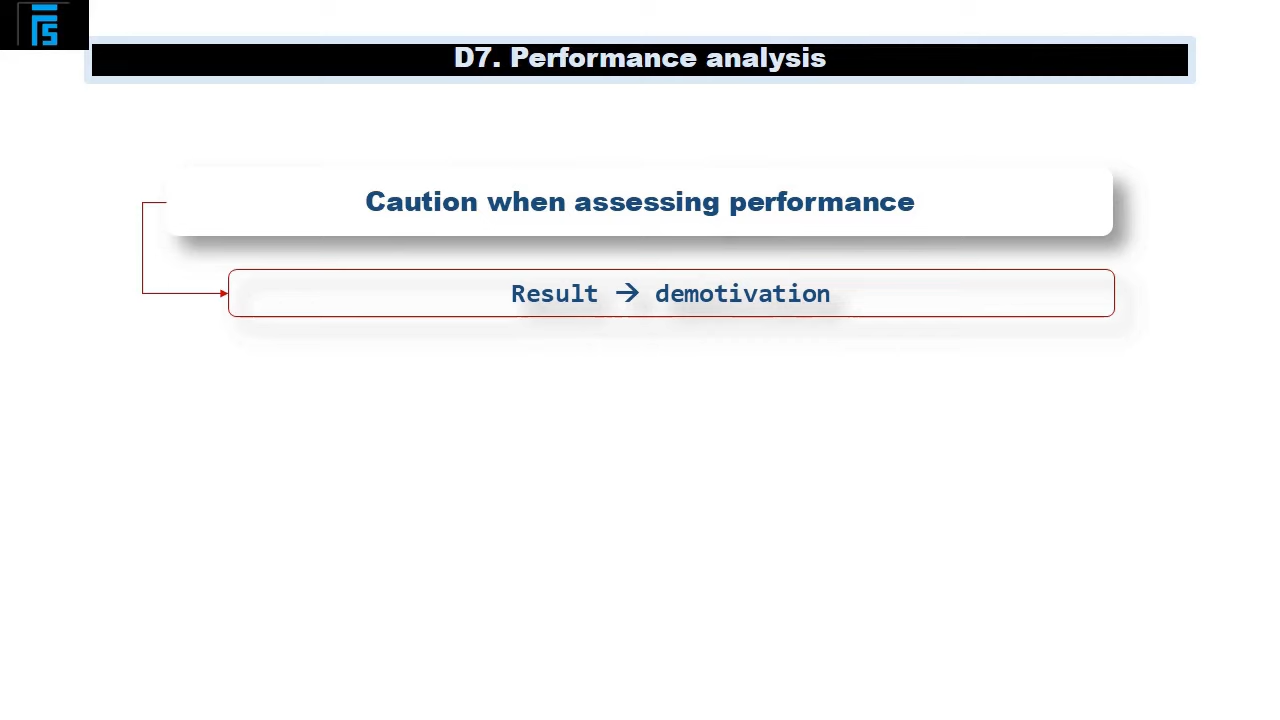 D7. Performance analysis
Caution when assessing performance
Result → demotivation